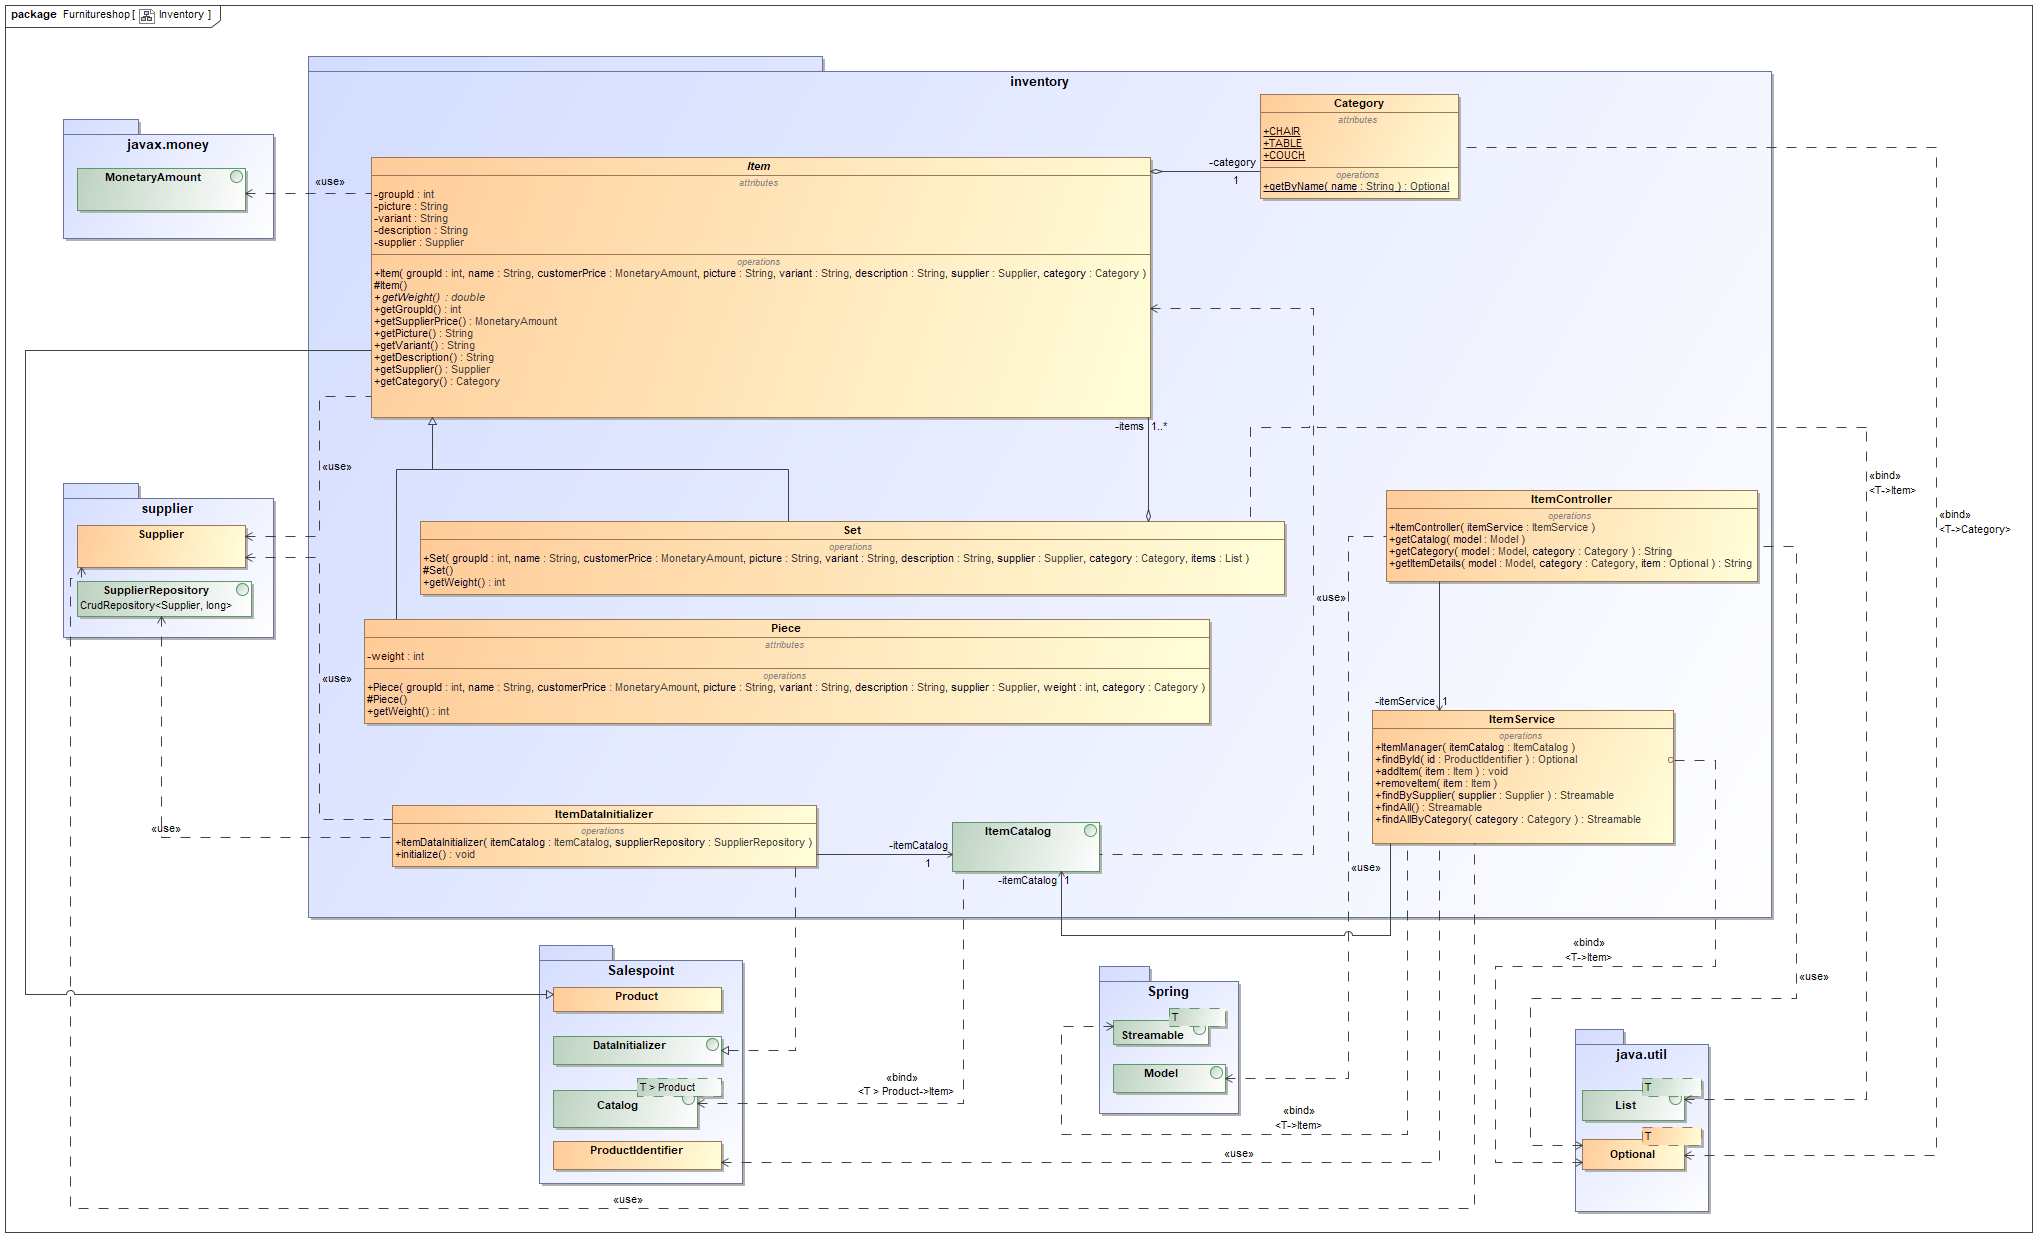 package Furnitureshop [ Inventory ]
inventory
javax.money
MonetaryAmount
«use»
Item
attributes
-groupId : int
-picture : String
-variant : String
-description : String
-supplier : Supplier
operations
+Item( groupId : int, name : String, customerPrice : MonetaryAmount, picture : String, variant : String, description : String, supplier : Supplier, category : Category )
#Item()
+getWeight() : double
+getGroupId() : int
+getSupplierPrice() : MonetaryAmount
+getPicture() : String
+getVariant() : String
+getDescription() : String
+getSupplier() : Supplier
+getCategory() : Category
-category
1
Category
attributes
+CHAIR
+TABLE
+COUCH
operations
+getByName( name : String ) : Optional
-items
1..*
«use»
«bind»
<T->Item>
«bind»
<T->Category>
supplier
Supplier
SupplierRepository
CrudRepository<Supplier, long>
Set
operations
+Set( groupId : int, name : String, customerPrice : MonetaryAmount, picture : String, variant : String, description : String, supplier : Supplier, category : Category, items : List )
#Set()
+getWeight() : int
ItemController
operations
+ItemController( itemService : ItemService )
+getCatalog( model : Model )
+getCategory( model : Model, category : Category ) : String
+getItemDetails( model : Model, category : Category, item : Optional ) : String
«use»
Piece
attributes
-weight : int
operations
+Piece( groupId : int, name : String, customerPrice : MonetaryAmount, picture : String, variant : String, description : String, supplier : Supplier, weight : int, category : Category )
#Piece()
+getWeight() : int
«use»
-itemService
1
ItemService
operations
+ItemManager( itemCatalog : ItemCatalog )
+findById( id : ProductIdentifier ) : Optional
+addItem( item : Item ) : void
+removeItem( item : Item )
+findBySupplier( supplier : Supplier ) : Streamable
+findAll() : Streamable
+findAllByCategory( category : Category ) : Streamable
«use»
ItemDataInitializer
operations
+ItemDataInitializer( itemCatalog : ItemCatalog, supplierRepository : SupplierRepository )
+initialize() : void
-itemCatalog
1
ItemCatalog
-itemCatalog
1
«use»
«bind»
<T->Item>
«use»
Salespoint
Product
DataInitializer
T > Product
Catalog
ProductIdentifier
«bind»
<T > Product->Item>
Spring
T
Streamable
Model
«bind»
<T->Item>
«use»
java.util
T
List
T
Optional
«use»